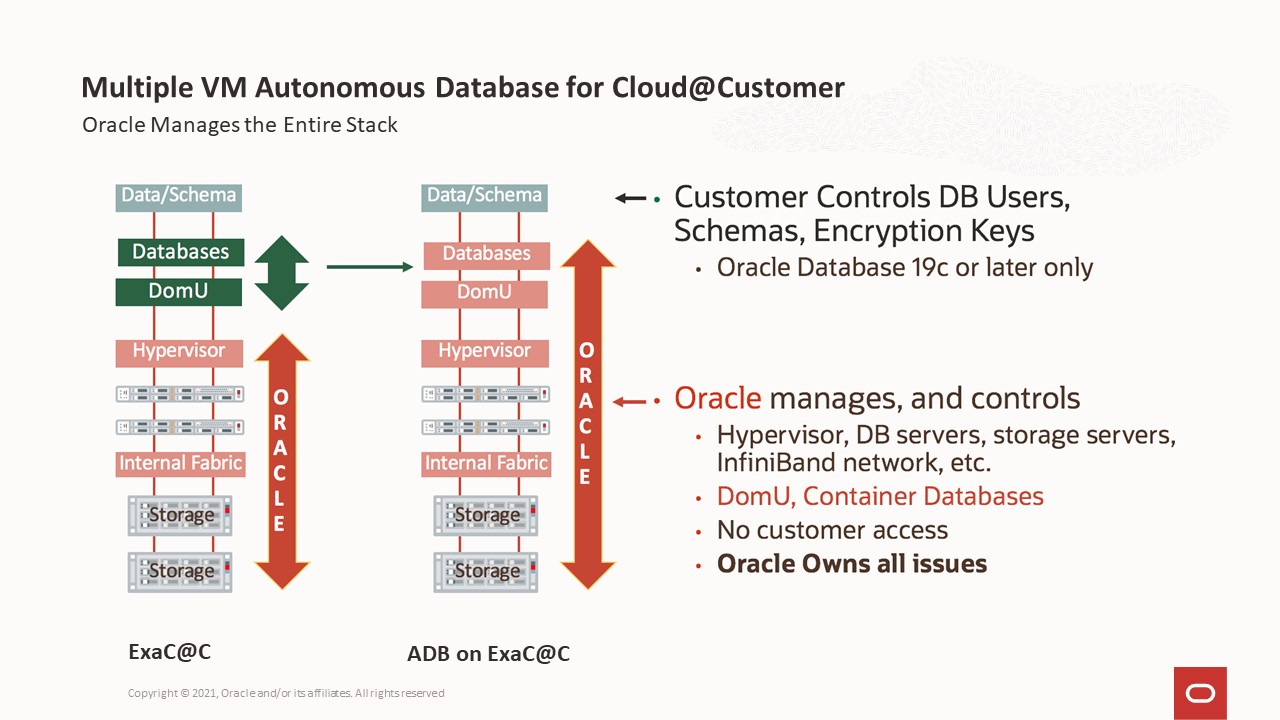 Multiple VM Autonomous Database for Cloud@Customer
Oracle Manages the Entire Stack
Data/Schema
Databases
DomU
Hypervisor
Internal Fabric
Storage
Storage
ORACLE
ExaC@C
Data/Schema
Databases
DomU
Hypervisor
Internal Fabric
Storage
Storage
ORACLE
ADB on ExaC@C
• Customer Controls DB Users,
Schemas, Encryption Keys
• Oracle Database 19c or later only
• Oracle manages, and controls
• Hypervisor, DB servers, storage servers,
InfiniBand network, etc.
• DomU, Container Databases
• No customer access
• Oracle Owns all issues
Copyright © 2021, Oracle and/or its affiliates. All rights reserved